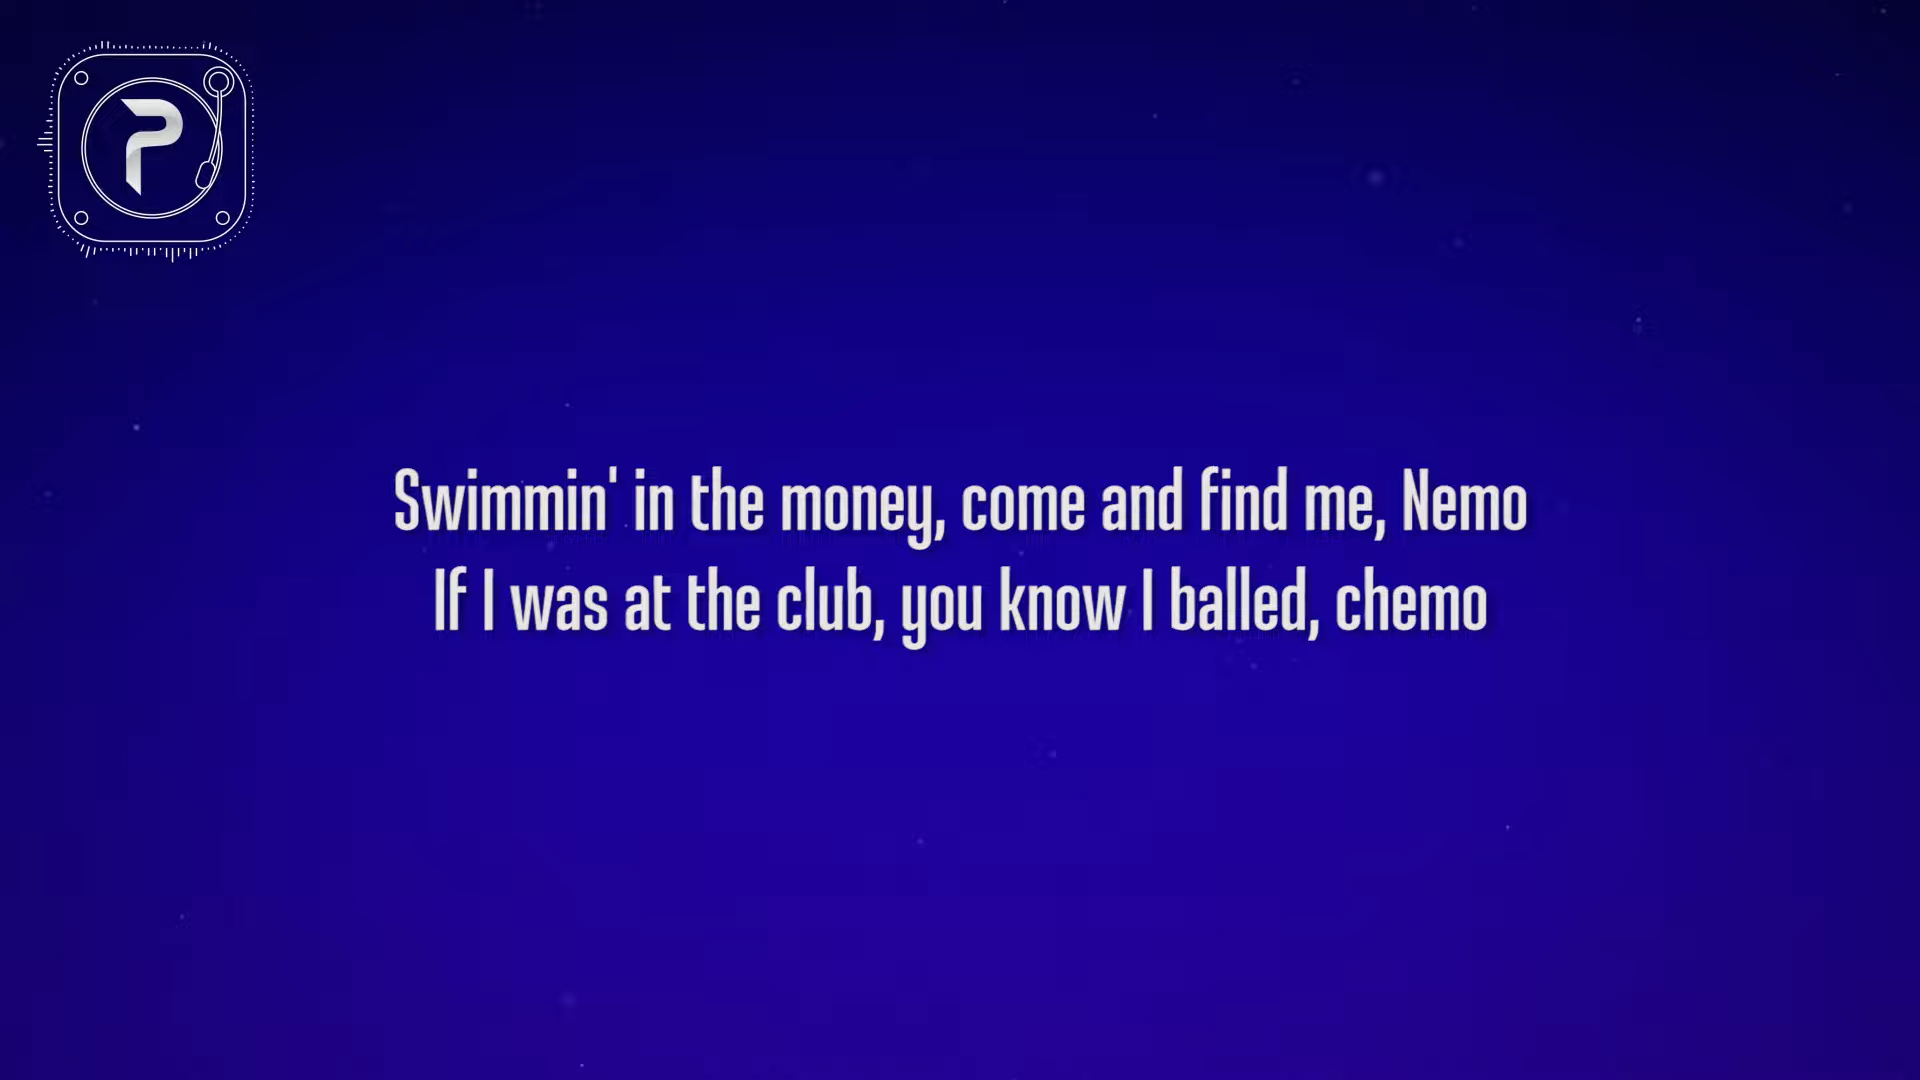 P
Swimmin' in the money, come and find me, Nemo
If I was at the club, you know I balled, chemo